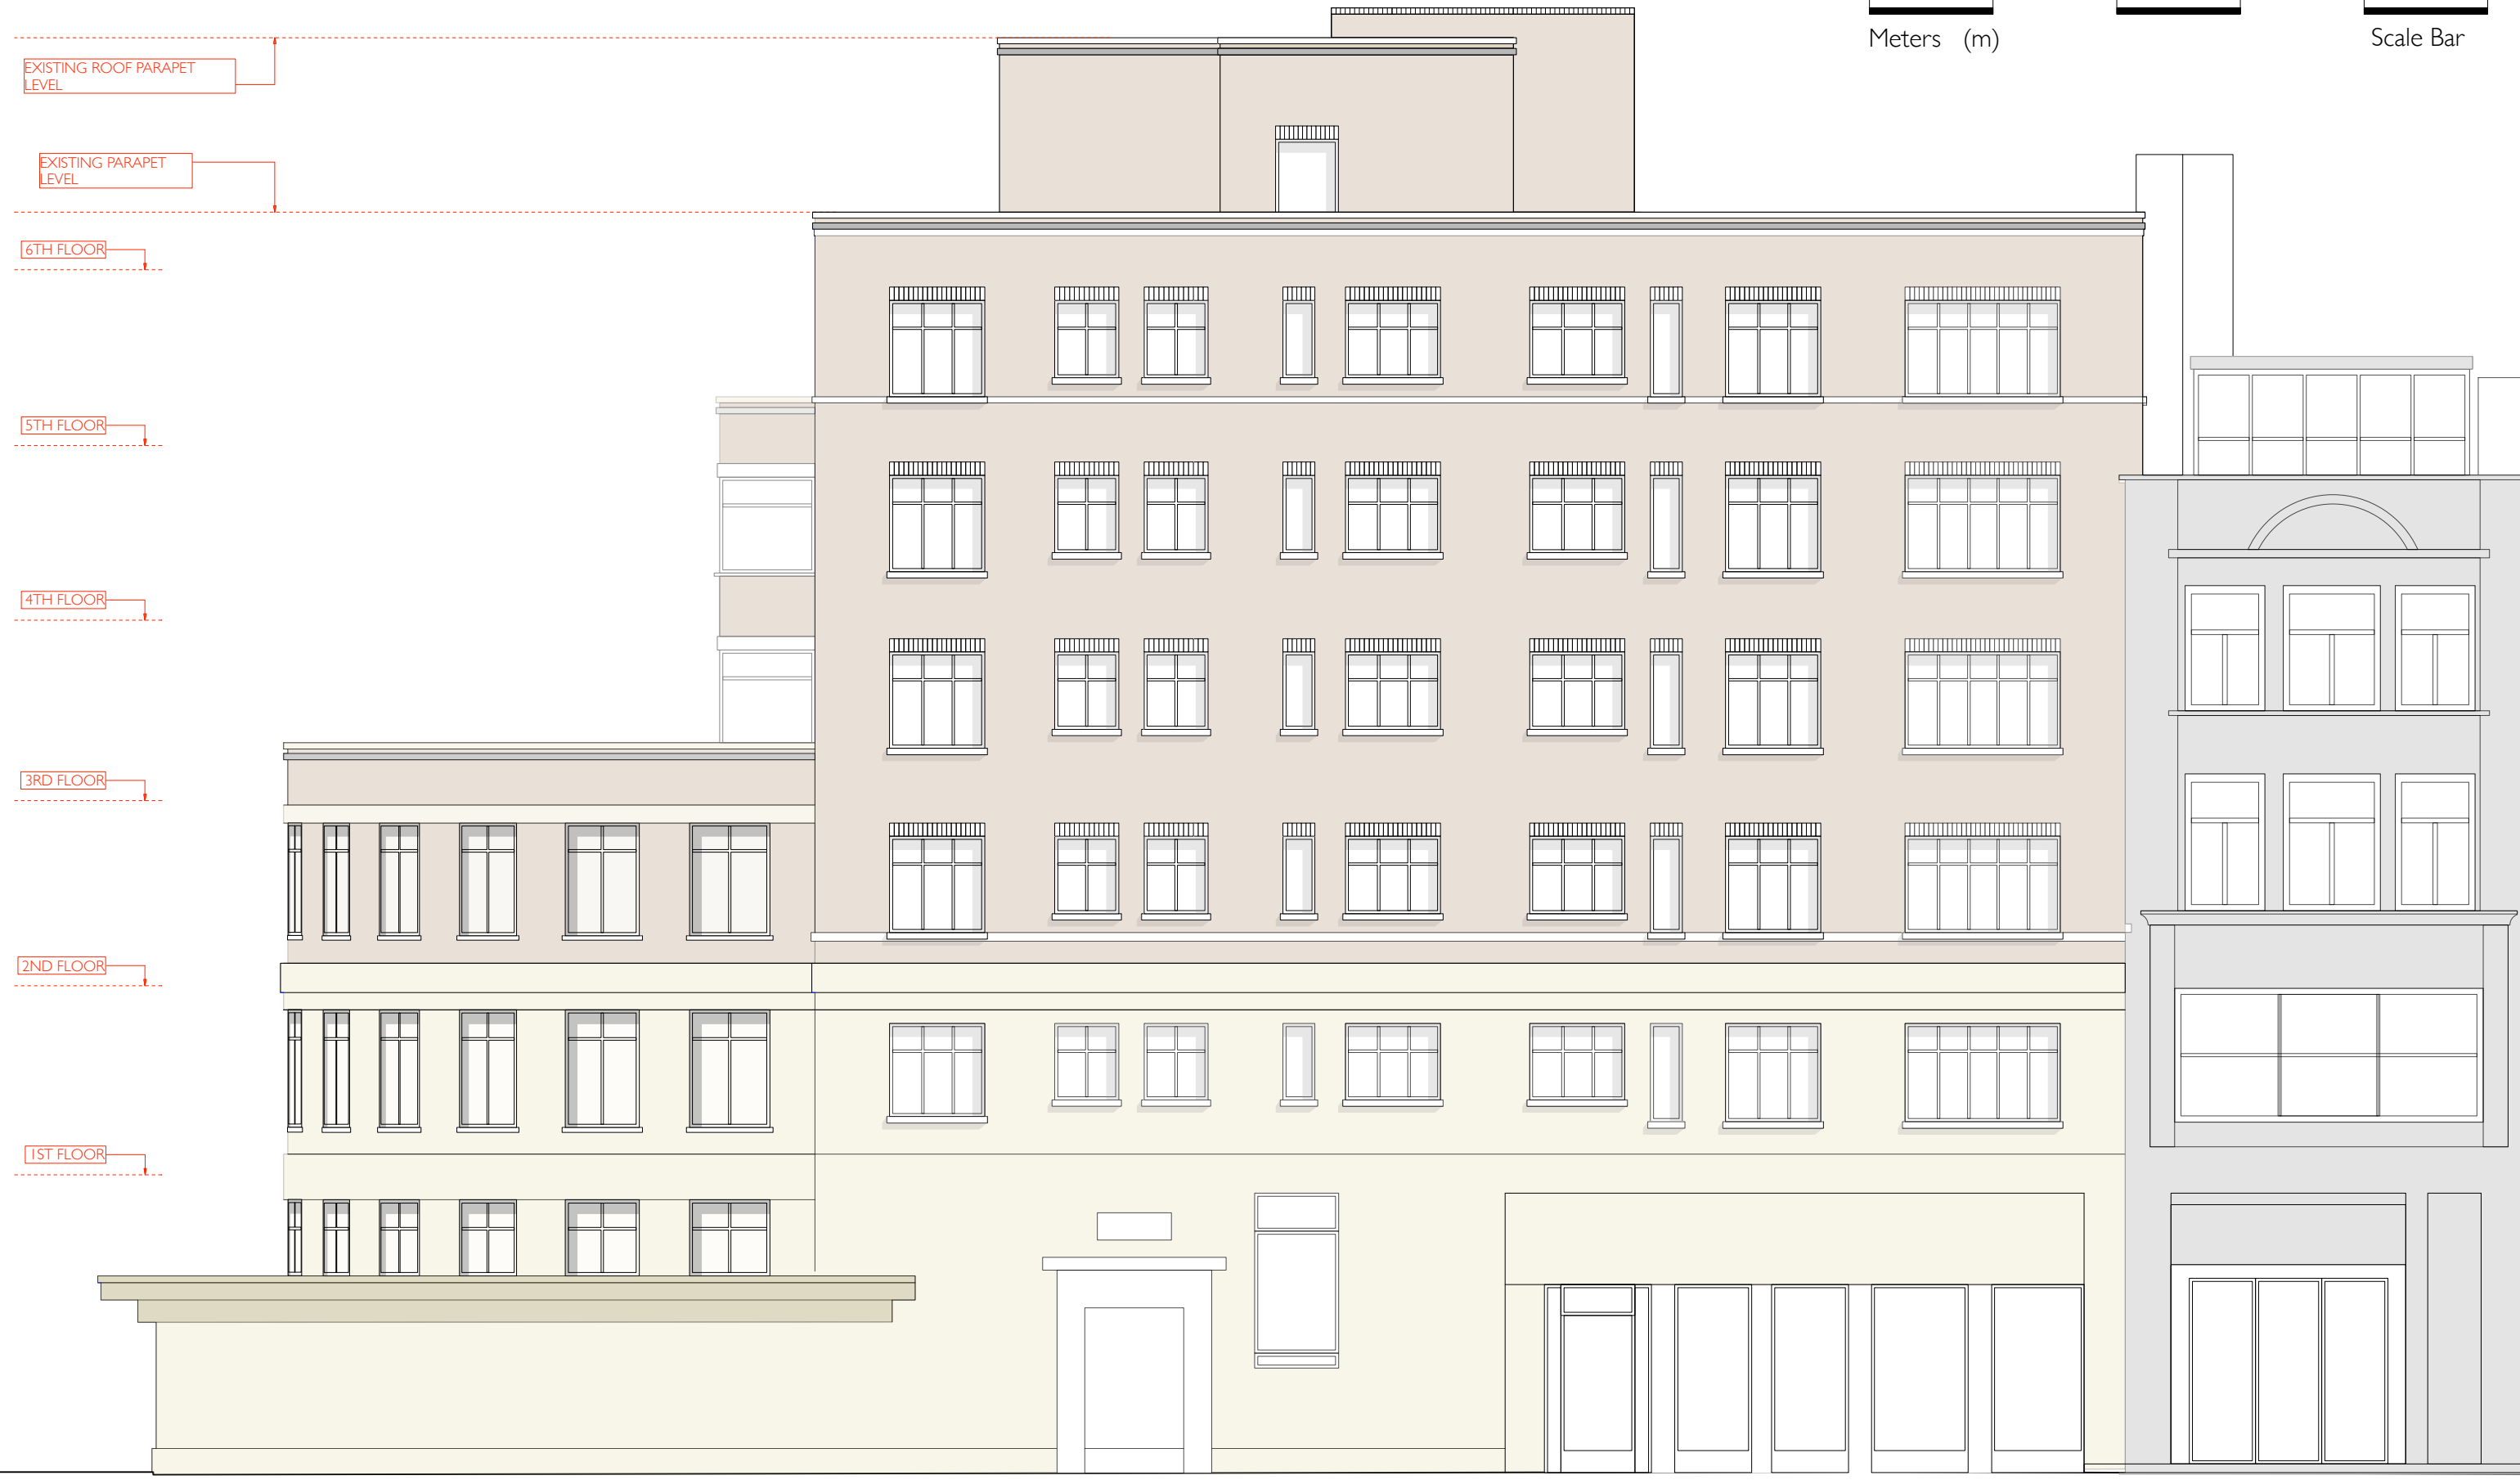 Meters (m)
Scale Bar
EXISTING ROOF PARAPET
LEVEL
EXISTING PARAPET
LEVEL
6TH FLOOR
5TH FLOOR
4TH FLOOR
3RD FLOOR
2ND FLOOR
1ST FLOOR